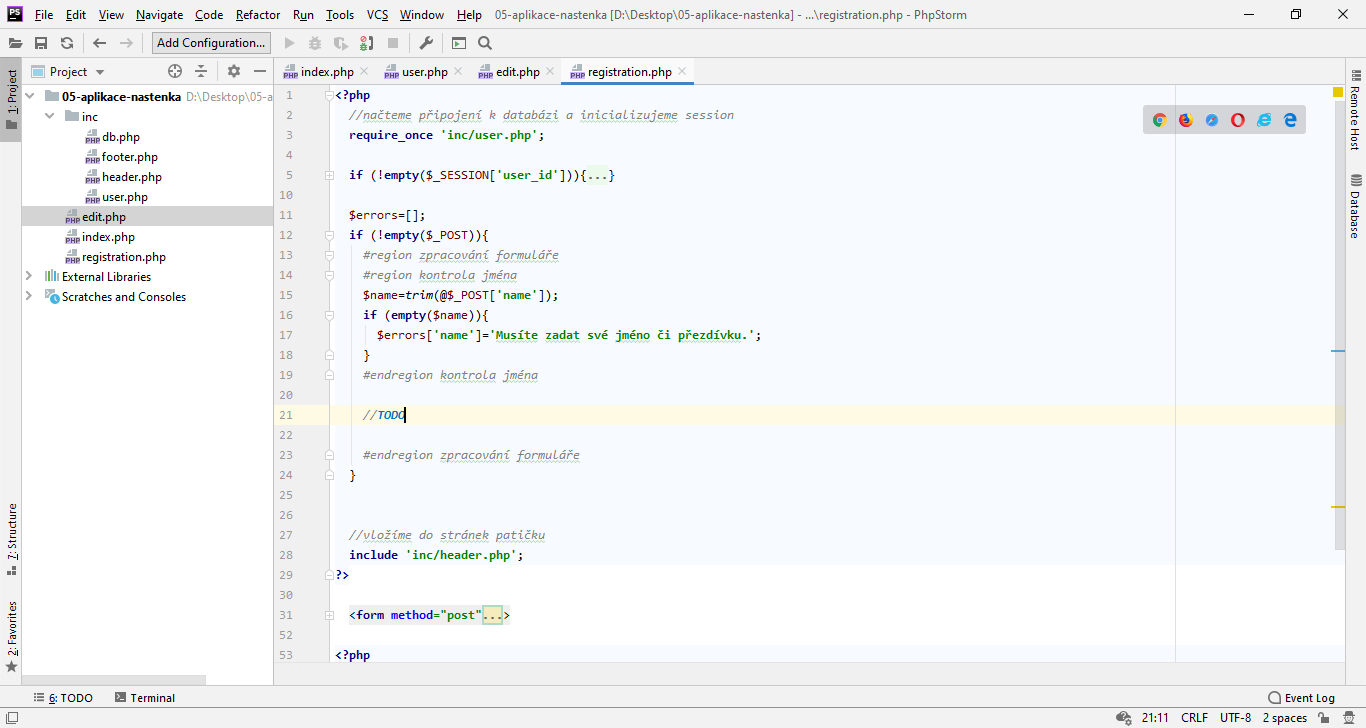 PS File Edit View Navigate Code Refactor Run Tools VCS Window Help 05-aplikace-nastenka [D:\Desktop\05-aplikace-nastenka] - ...\registration.php - PhpStorm
Add Configuration...
1: Project
Project
index.php
user.php
edit.php
registration.php
05-aplikace-nastenka D:\Desktop\05-a
inc
PHP db.php
PHP footer.php
PHP header.php
PHP user.php
PHP edit.php
PHP index.php
PHP registration.php
External Libraries
Scratches and Consoles
7: Structure
2: Favorites
1 <?php
2 //načteme připojení k databázi a inicializujeme session
3 require_once 'inc/user.php';
4
5 if (!empty($_SESSION['user_id'])){...}
10
11 $errors=[];
12 if (!empty($_POST)){
13 #region zpracování formuláře
14 #region kontrola jména
15 $name=trim(@$_POST['name']);
16 if (empty($name)){
17 $errors['name']='Musíte zadat své jméno či přezdívku.';
18 }
19 #endregion kontrola jména
20
21 //TODO
22
23 #endregion zpracování formuláře
24 }
25
26
27 //vložíme do stránek patičku
28 include 'inc/header.php';
29 ?>
30
31 <form method="post"...>
52
53 <?php
Remote Host
Database
6: TODO
Terminal
Event Log
21:11 CRLF UTF-8 2 spaces